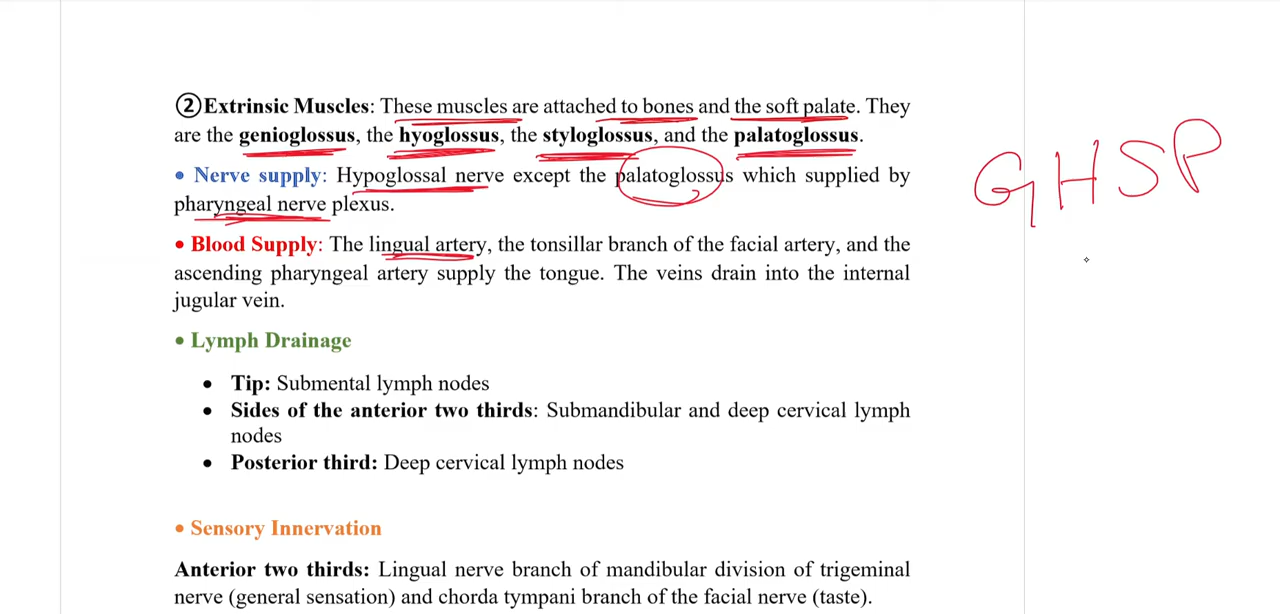 ②Extrinsic Muscles: These muscles are attached to bones and the soft palate. They
are the genioglossus, the hyoglossus, the styloglossus, and the palatoglossus.
• Nerve supply: Hypoglossal nerve except the palatoglossus which supplied by
pharyngeal nerve plexus.
GHSP
• Blood Supply: The lingual artery, the tonsillar branch of the facial artery, and the
ascending pharyngeal artery supply the tongue. The veins drain into the internal
jugular vein.
• Lymph Drainage
• Tip: Submental lymph nodes
• Sides of the anterior two thirds: Submandibular and deep cervical lymph
nodes
• Posterior third: Deep cervical lymph nodes
• Sensory Innervation
Anterior two thirds: Lingual nerve branch of mandibular division of trigeminal
nerve (general sensation) and chorda tympani branch of the facial nerve (taste).